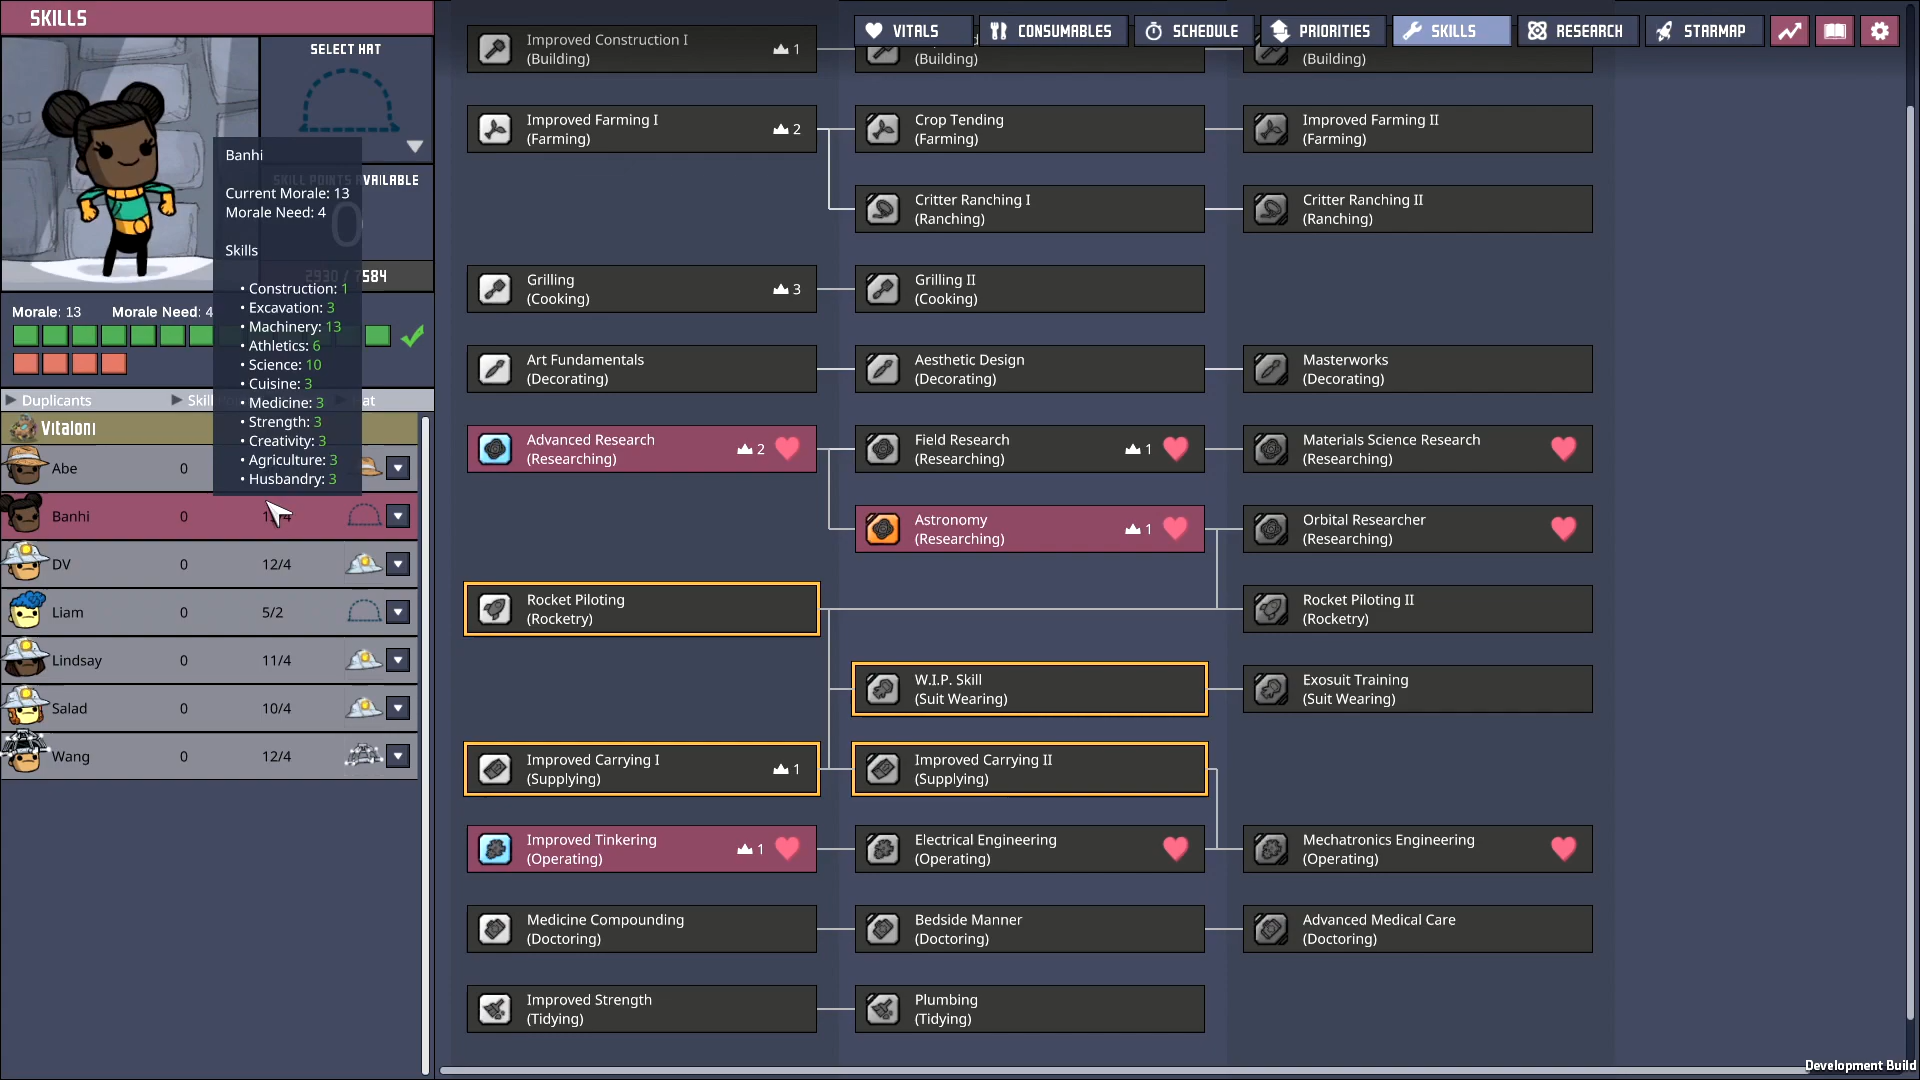 SKILLS
VITALS
CONSUMABLES
SCHEDULE
PRIORITIES
SKILLS
RESEARCH
STARMAP
SELECT HAT
SKILL POINTS AVAILABLE
0
2930 / 7584
Morale: 13
Morale Need: 4
Banhi
Current Morale: 13
Morale Need: 4
Skills
• Construction: 1
• Excavation: 3
• Machinery: 13
• Athletics: 6
• Science: 10
• Cuisine: 3
• Medicine: 3
• Strength: 3
• Creativity: 3
• Agriculture: 3
• Husbandry: 3
Duplicants
Vitaloni
Abe 0
Banhi 0
DV 0 12/4
Liam 0 5/2
Lindsay 0 11/4
Salad 0 10/4
Wang 0 12/4
Improved Construction I 1
(Building)
(Building)
(Building)
Improved Farming I 2
(Farming)
Crop Tending
(Farming)
Improved Farming II
(Farming)
Critter Ranching I
(Ranching)
Critter Ranching II
(Ranching)
Grilling 3
(Cooking)
Grilling II
(Cooking)
Art Fundamentals
(Decorating)
Aesthetic Design
(Decorating)
Masterworks
(Decorating)
Advanced Research 2
(Researching)
Field Research 1
(Researching)
Materials Science Research
(Researching)
Astronomy 1
(Researching)
Orbital Researcher
(Researching)
Rocket Piloting
(Rocketry)
Rocket Piloting II
(Rocketry)
W.I.P. Skill
(Suit Wearing)
Exosuit Training
(Suit Wearing)
Improved Carrying I 1
(Supplying)
Improved Carrying II
(Supplying)
Improved Tinkering 1
(Operating)
Electrical Engineering
(Operating)
Mechatronics Engineering
(Operating)
Medicine Compounding
(Doctoring)
Bedside Manner
(Doctoring)
Advanced Medical Care
(Doctoring)
Improved Strength
(Tidying)
Plumbing
(Tidying)
Development Build